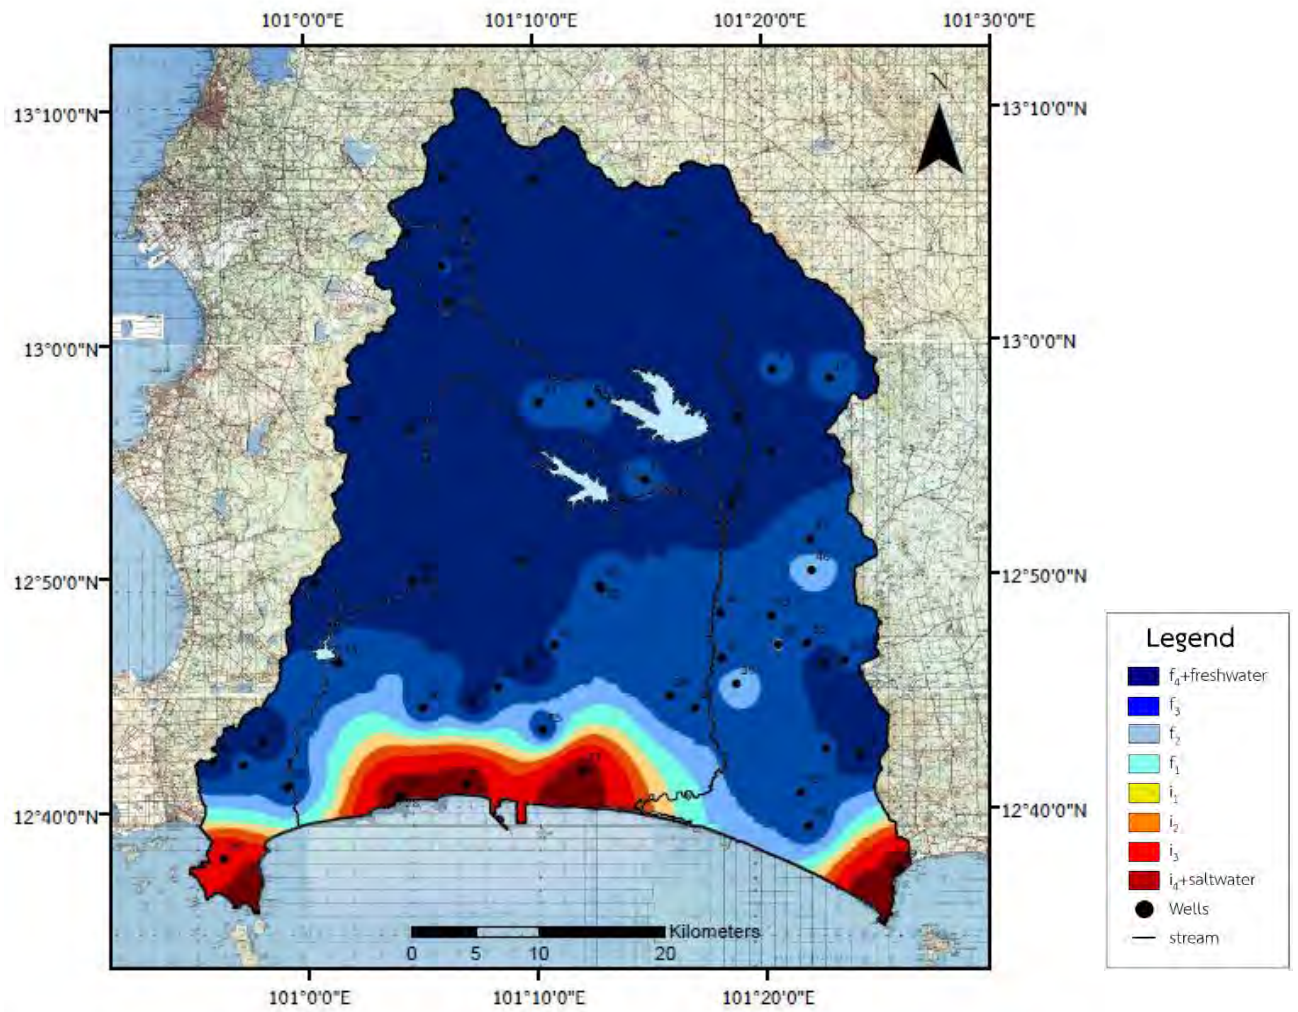 101°0'0"E 101°10'0"E 101°20'0"E 101°30'0"E
N
13°10'0"N 13°10'0"N
13°0'0"N 13°0'0"N
12°50'0"N 12°50'0"N
12°40'0"N 12°40'0"N
Kilometers
0 5 10 20
101°0'0"E 101°10'0"E 101°20'0"E
Legend
f₄+freshwater
f₃
f₂
f₁
i₁
i₂
i₃
i₄+saltwater
Wells
stream